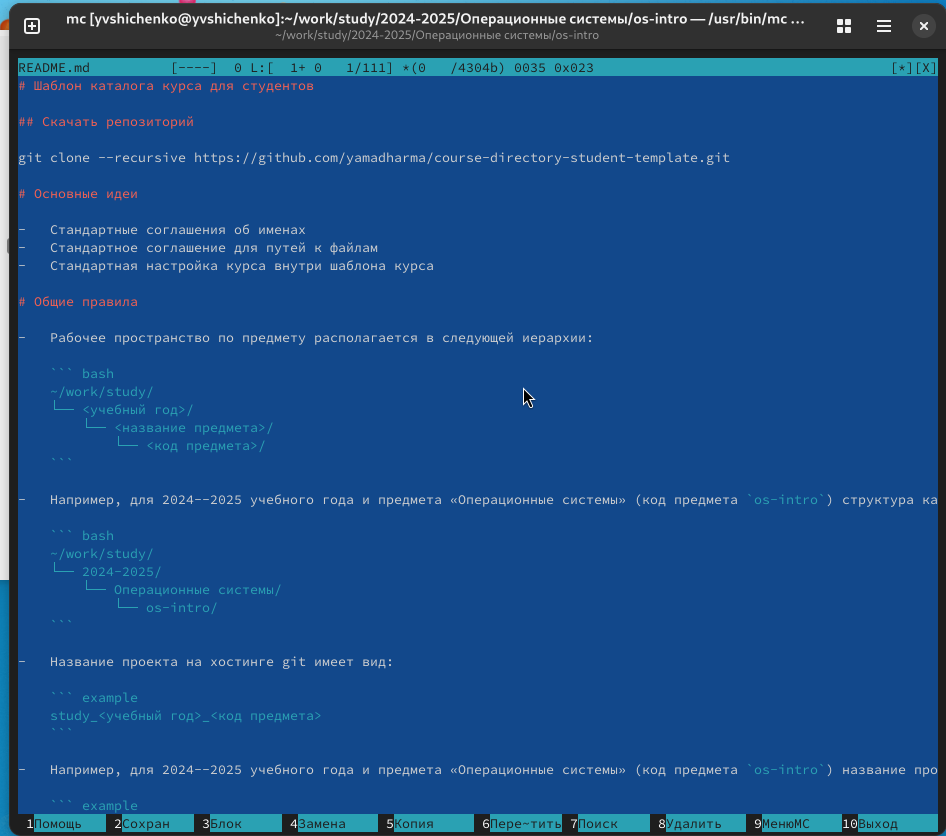 mc [yvshichenko@yvshichenko]:~/work/study/2024-2025/Операционные системы/os-intro — /usr/bin/mc ...
~/work/study/2024-2025/Операционные системы/os-intro
README.md [----] 0 L:[ 1+ 0 1/111] *(0 /4304b) 0035 0x023 [*][X]
# Шаблон каталога курса для студентов
## Скачать репозиторий
git clone --recursive https://github.com/yamadharma/course-directory-student-template.git
# Основные идеи
- Стандартные соглашения об именах
- Стандартное соглашение для путей к файлам
- Стандартная настройка курса внутри шаблона курса
# Общие правила
- Рабочее пространство по предмету располагается в следующей иерархии:
``` bash
~/work/study/
└── <учебный год>/
└── <название предмета>/
└── <код предмета>/
```
- Например, для 2024--2025 учебного года и предмета «Операционные системы» (код предмета `os-intro`) структура ка
``` bash
~/work/study/
└── 2024-2025/
└── Операционные системы/
└── os-intro/
```
- Название проекта на хостинге git имеет вид:
``` example
study_<учебный год>_<код предмета>
```
- Например, для 2024--2025 учебного года и предмета «Операционные системы» (код предмета `os-intro`) название про
``` example
1Помощь 2Сохран 3Блок 4Замена 5Копия 6Пере~тить 7Поиск 8Удалить 9МенюMC 10Выход